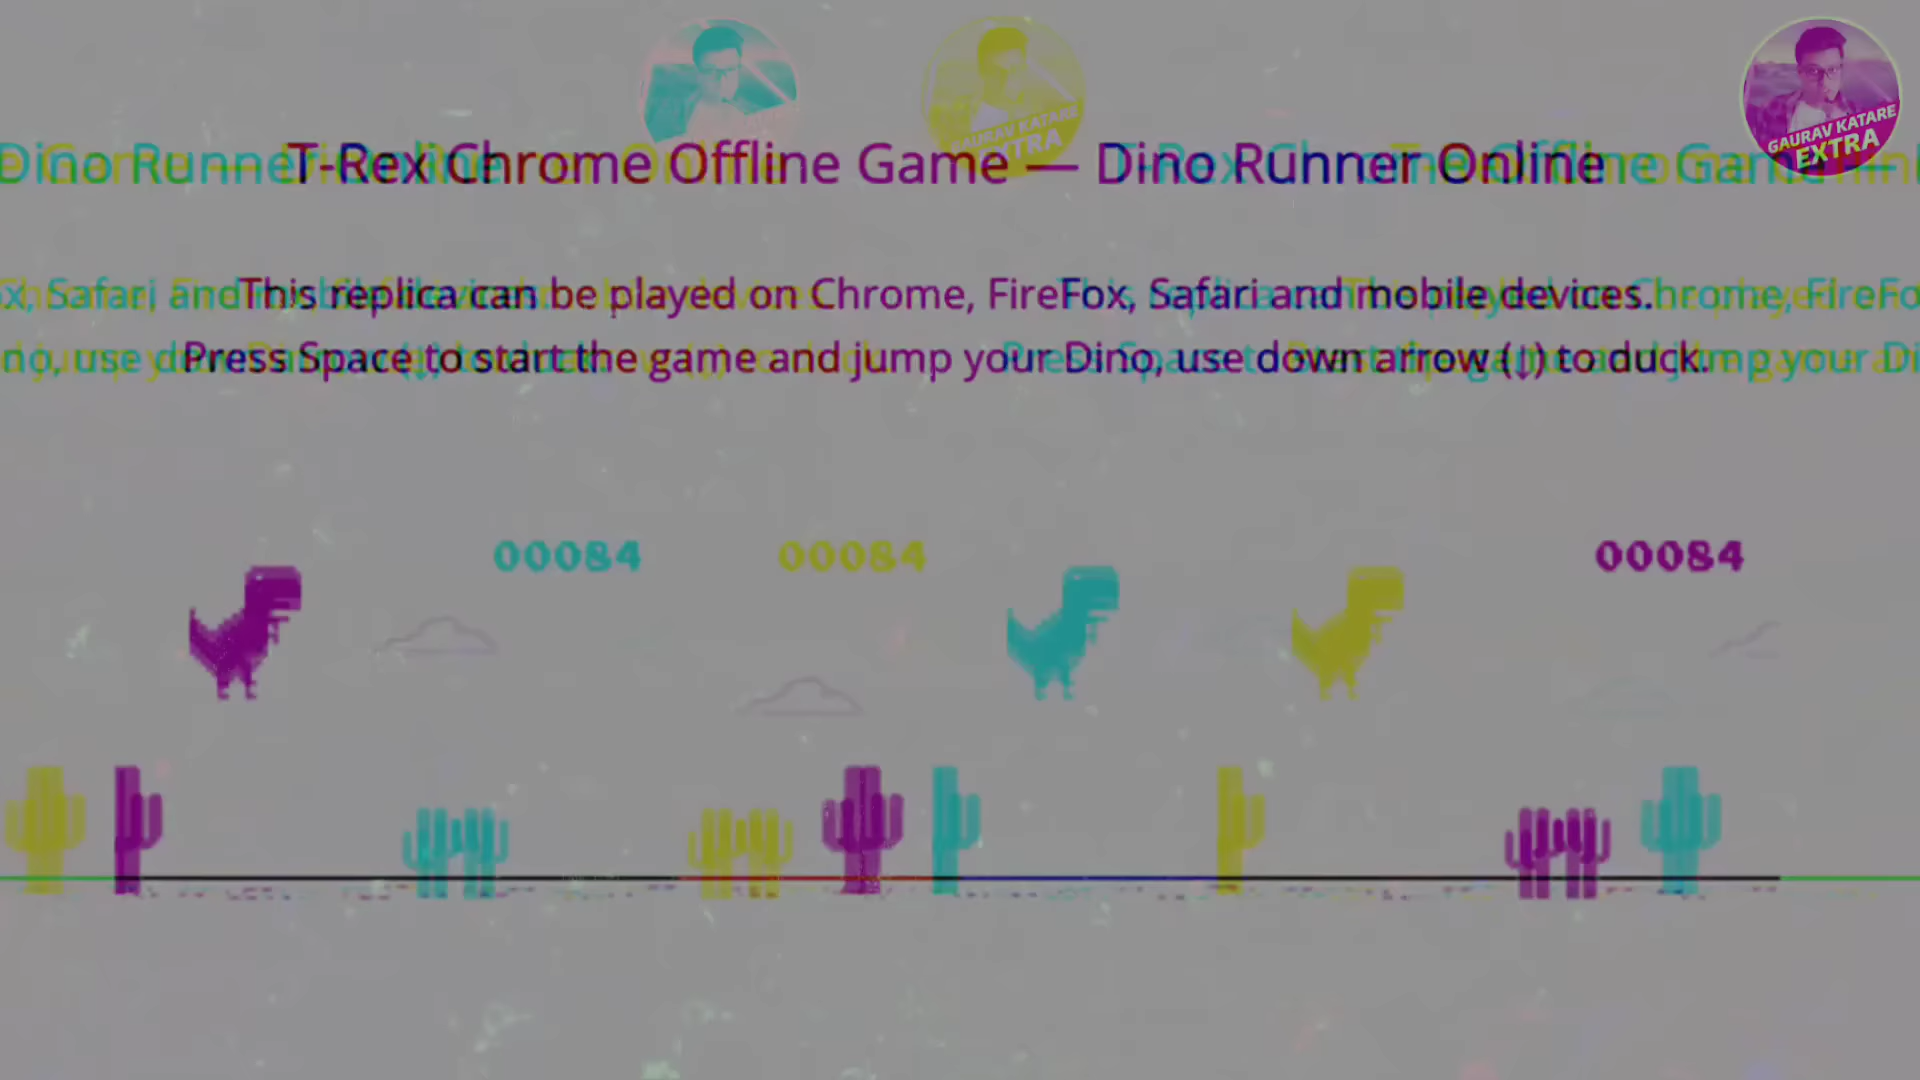 GAURAV KATARE
EXTRA
T-Rex Chrome Offline Game — Dino Runner Online
This replica can be played on Chrome, FireFox, Safari and mobile devices.
Press Space to start the game and jump your Dino, use down arrow (↓) to duck.
00084 00084 00084